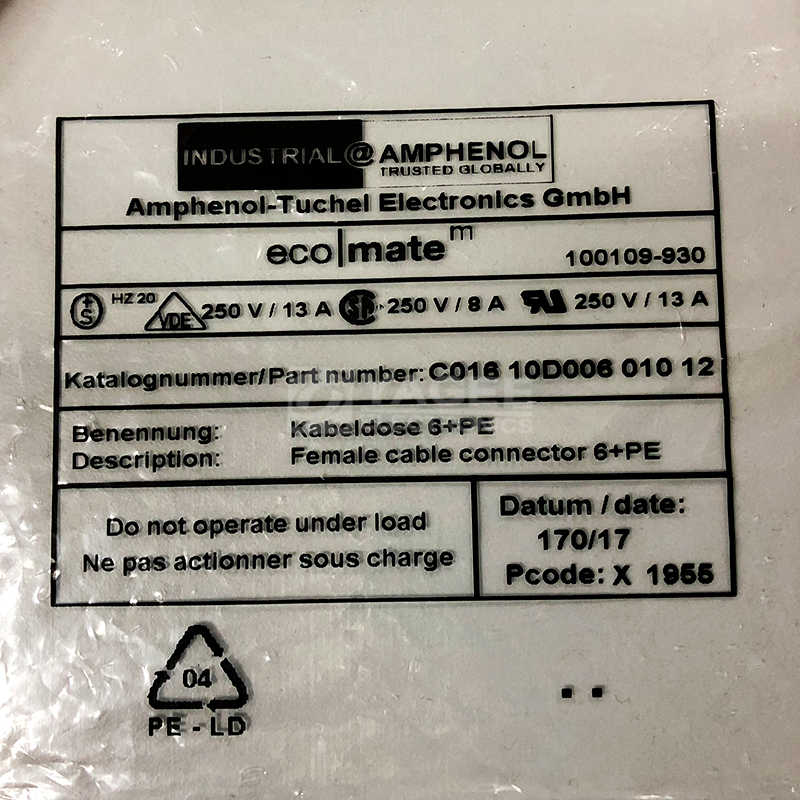 INDUSTRIAL@AMPHENOL
TRUSTED GLOBALLY
Amphenol-Tuchel Electronics GmbH
eco|mate m
100109-930
+S HZ 20 VDE 250 V / 13 A SA 250 V / 8 A RU 250 V / 13 A
Katalognummer/Part number: C016 10D006 010 12
Benennung: Kabeldose 6+PE
Description: Female cable connector 6+PE
Do not operate under load
Ne pas actionner sous charge
Datum / date:
170/17
Pcode: X 1955
04
PE - LD